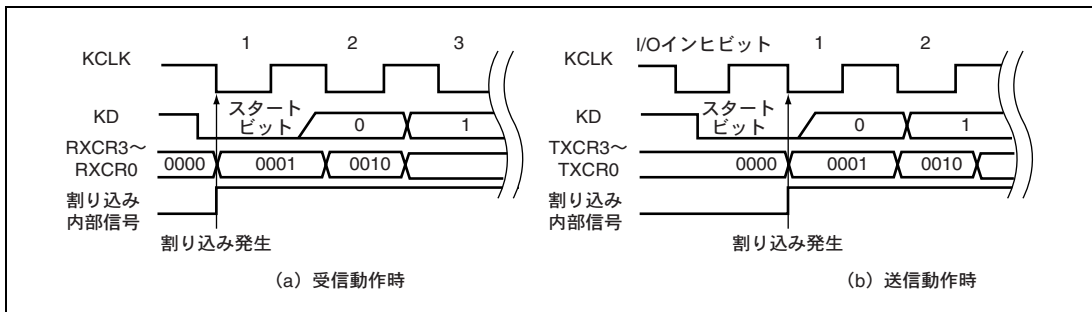 1 2 3
KCLK
KD
スタート
ビット
0 1
RXCR3～
RXCR0
0000 0001 0010
割り込み
内部信号
割り込み発生
(a) 受信動作時
I/Oインヒビット 1 2
KCLK
KD
スタート
ビット
0 1
TXCR3～
TXCR0
0000 0001 0010
割り込み
内部信号
割り込み発生
(b) 送信動作時